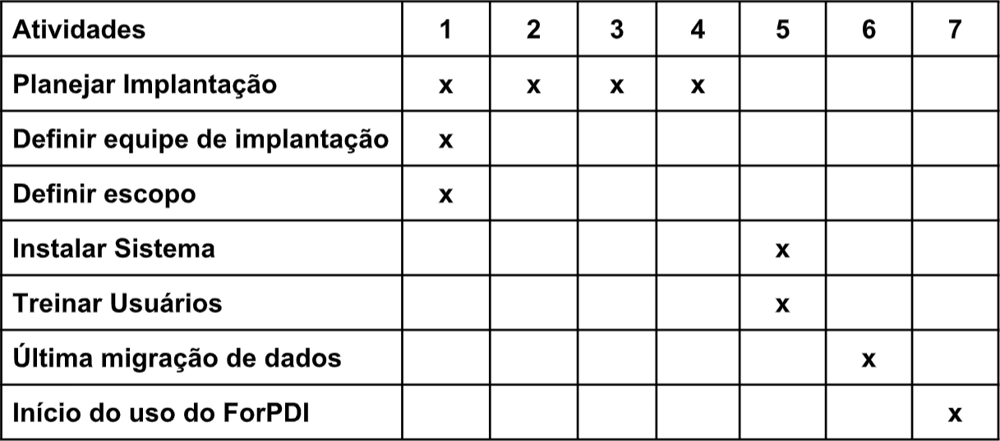 Atividades 1 2 3 4 5 6 7
Planejar Implantação x x x x
Definir equipe de implantação x
Definir escopo x
Instalar Sistema x
Treinar Usuários x
Última migração de dados x
Início do uso do ForPDI x